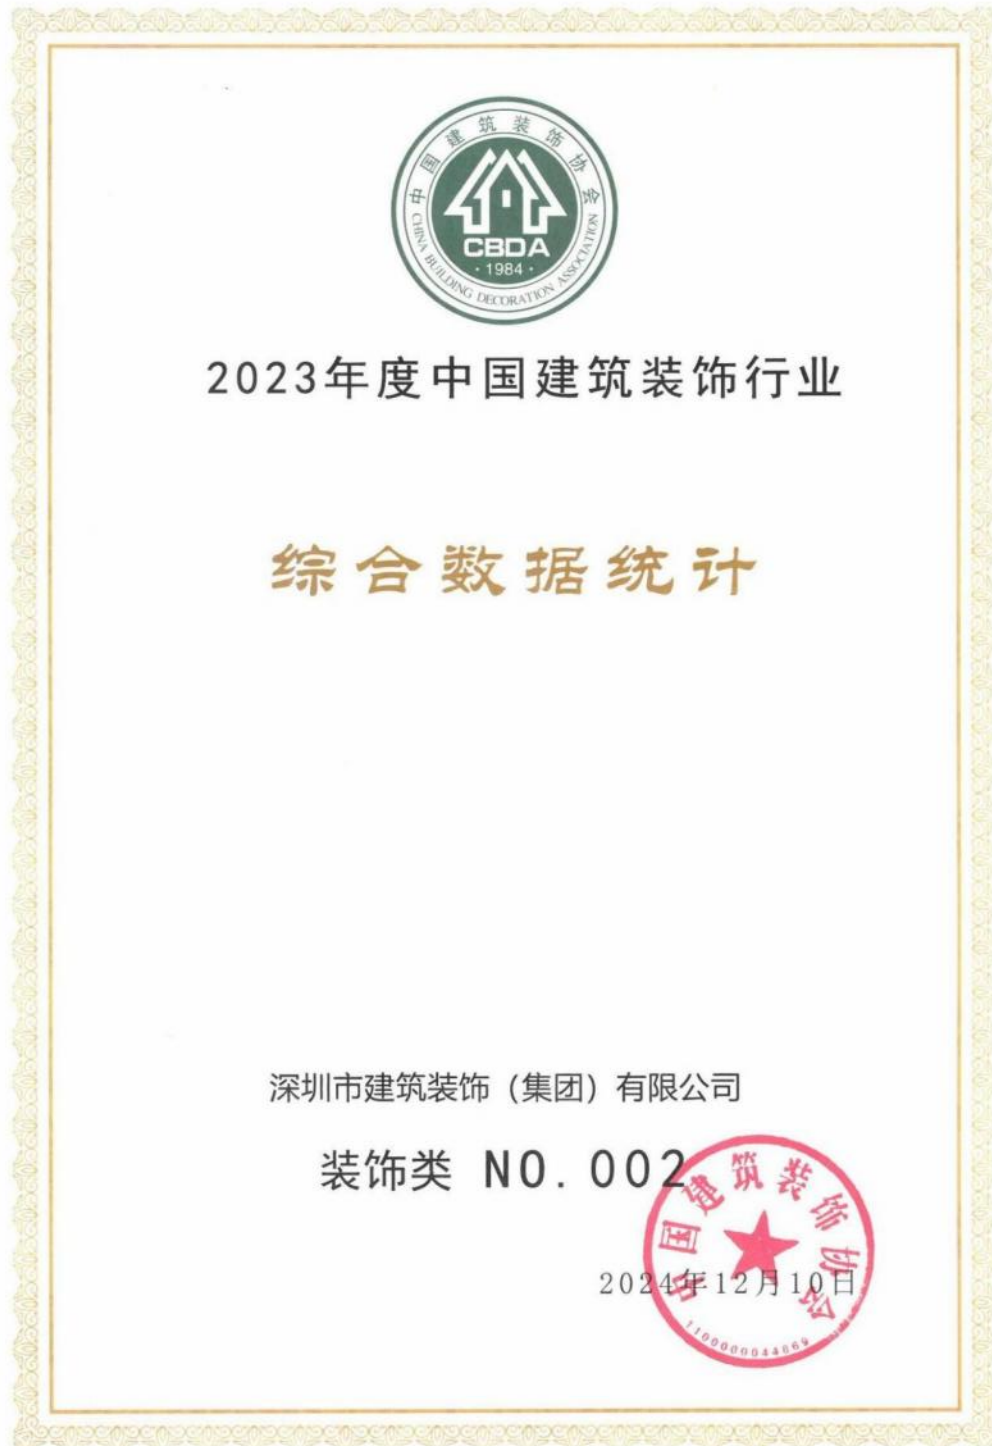 中国建筑装饰协会
CBDA
·1984·
CHINA BUILDING DECORATION ASSOCIATION
2023年度中国建筑装饰行业
综合数据统计
深圳市建筑装饰（集团）有限公司
装饰类 NO.002
2024年12月10日
中国建筑装饰协会